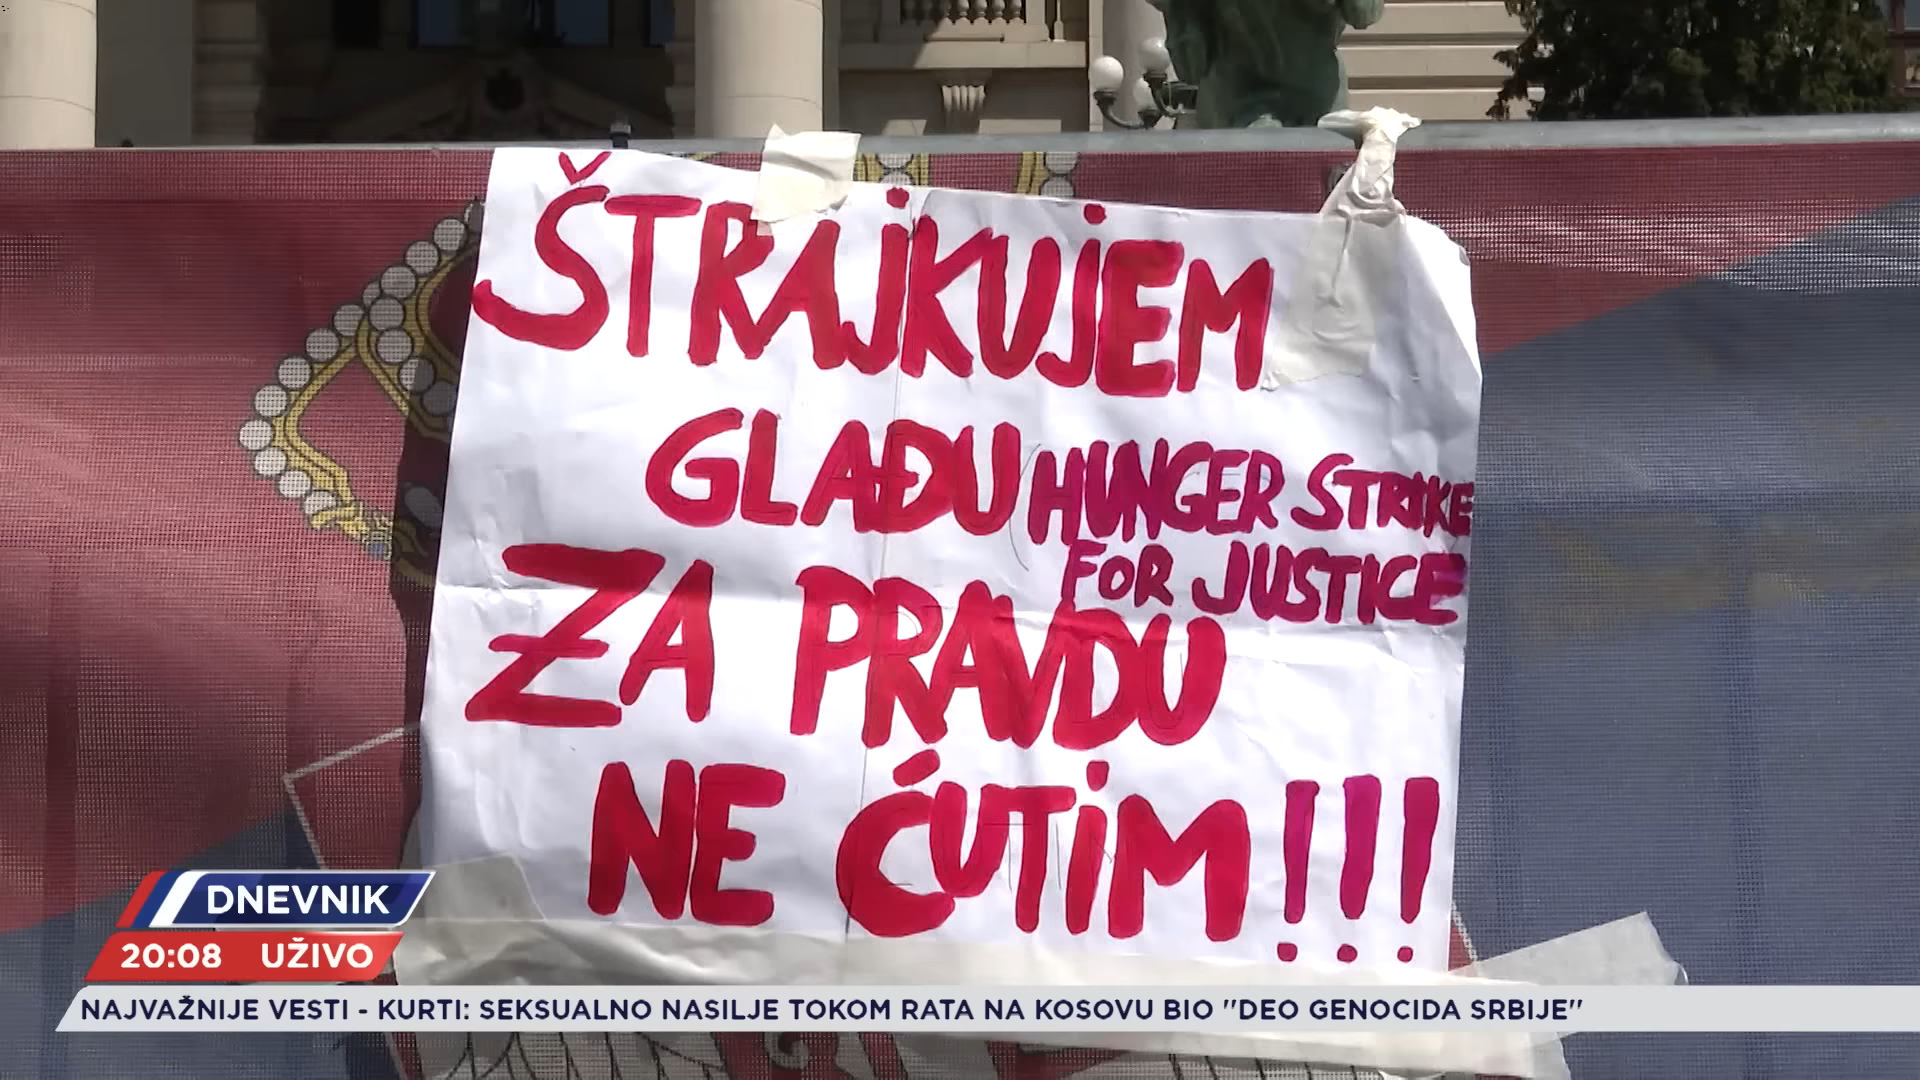 ŠTRAJKUJEM
GLAĐU HUNGER STRIKE
FOR JUSTICE
ZA PRAVDU
NE ĆUTIM!!!
DNEVNIK
20:08 UŽIVO
NAJVAŽNIJE VESTI - KURTI: SEKSUALNO NASILJE TOKOM RATA NA KOSOVU BIO "DEO GENOCIDA SRBIJE"